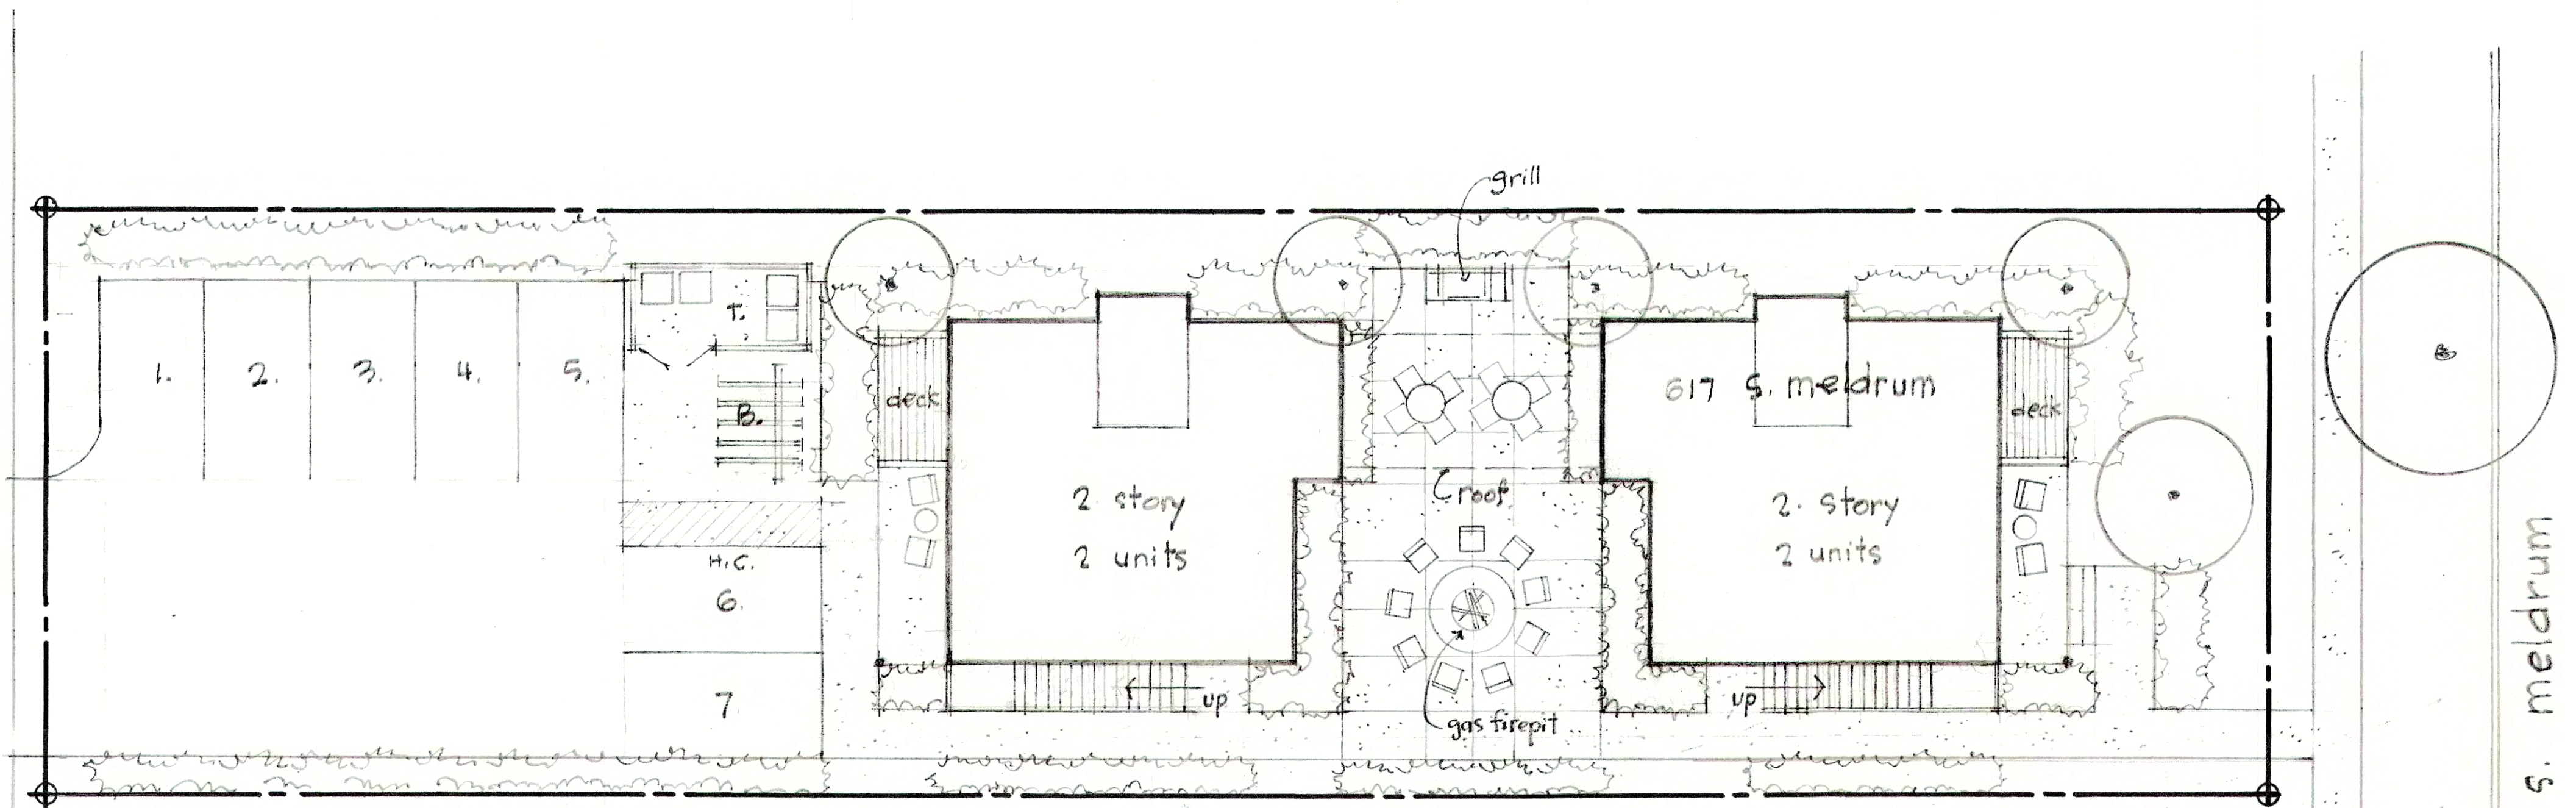 grill
1.
2.
3.
4.
5.
T.
B.
deck
617 S. meldrum
deck
roof
2 story
2 units
2. story
2 units
H.C.
6.
7
up
up
gas firepit
s. meldrum